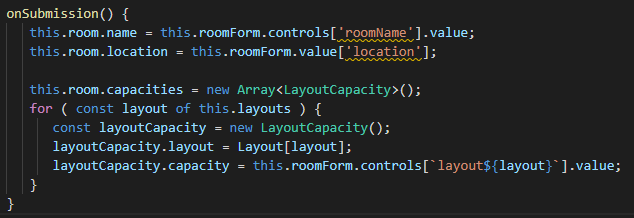 onSubmission() {
this.room.name = this.roomForm.controls['roomName'].value;
this.room.location = this.roomForm.value['location'];
this.room.capacities = new Array<LayoutCapacity>();
for ( const layout of this.layouts ) {
const layoutCapacity = new LayoutCapacity();
layoutCapacity.layout = Layout[layout];
layoutCapacity.capacity = this.roomForm.controls[`layout${layout}`].value;
}
}